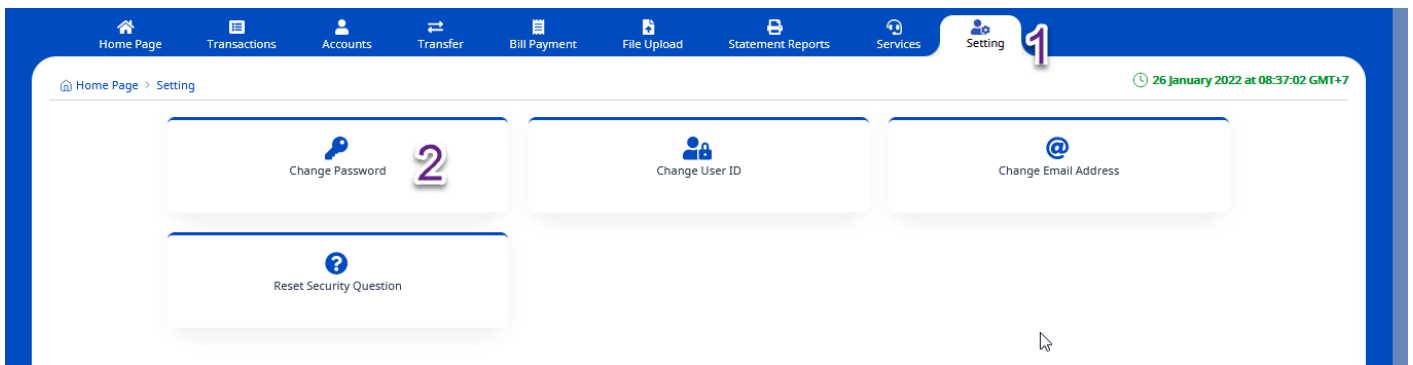 Home Page Transactions Accounts Transfer Bill Payment File Upload Statement Reports Services Setting 1
Home Page > Setting 26 January 2022 at 08:37:02 GMT+7
Change Password 2 Change User ID @ Change Email Address
? Reset Security Question